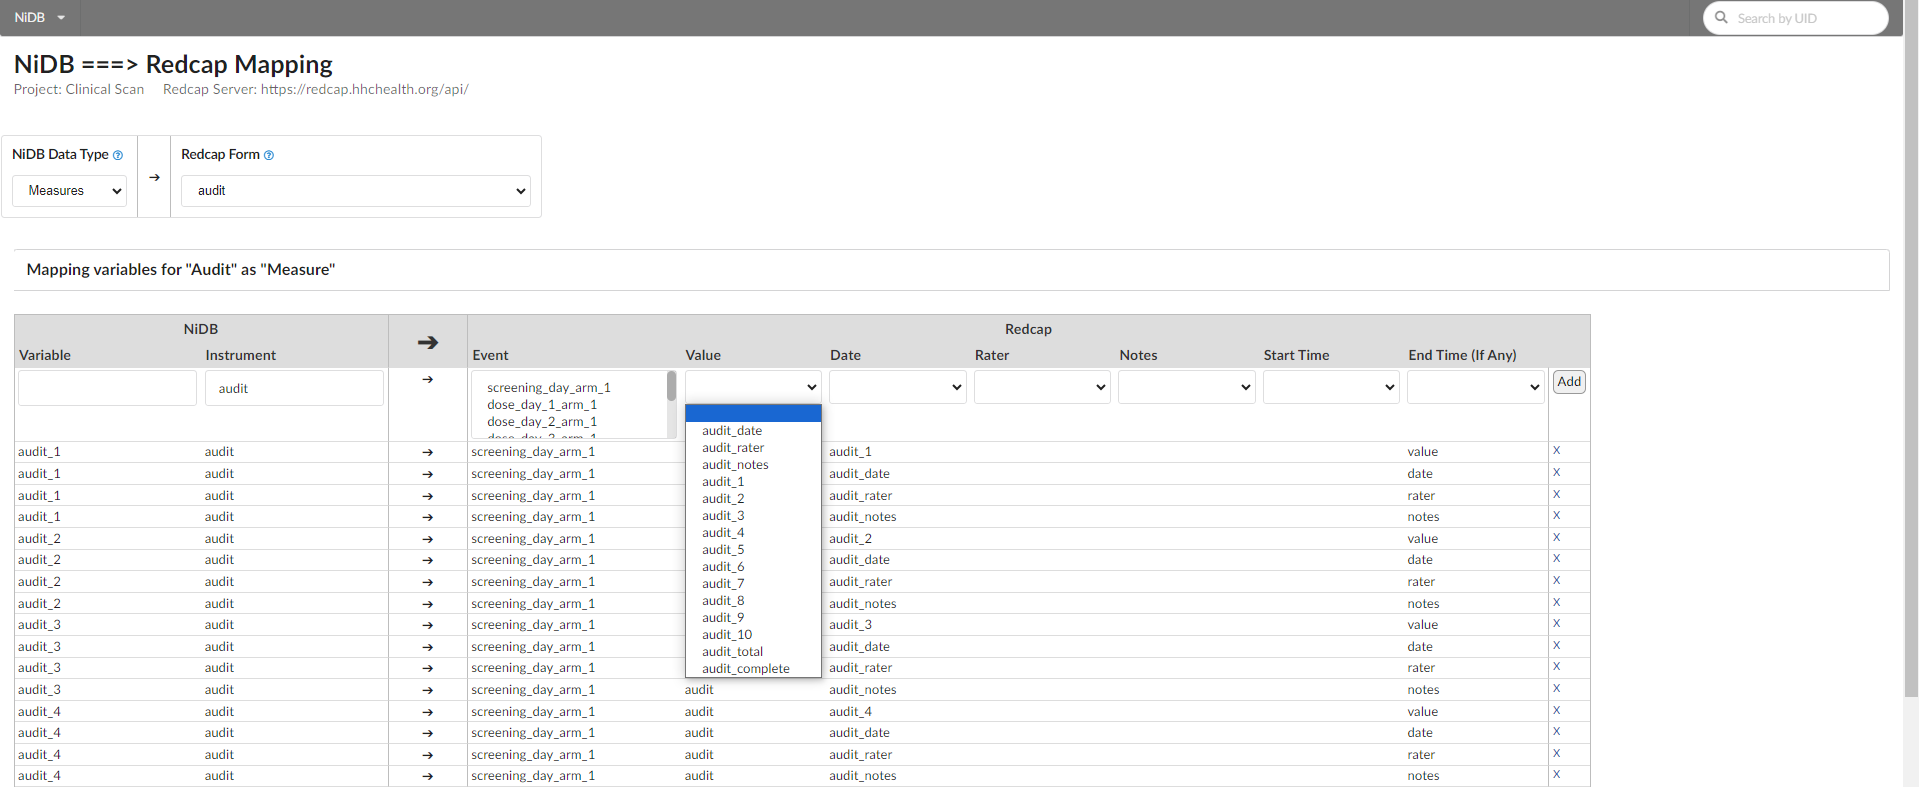 NiDB
Search by UID
NiDB ===> Redcap Mapping
Project: Clinical Scan Redcap Server: https://redcap.hhchealth.org/api/
NiDB Data Type ? → Redcap Form ?
Measures audit
Mapping variables for "Audit" as "Measure"
NiDB → Redcap
Variable Instrument Event Value Date Rater Notes Start Time End Time (If Any)
audit → screening_day_arm_1 Add
dose_day_1_arm_1
dose_day_2_arm_1
dose_day_3_arm_1
audit_date
audit_rater
audit_notes
audit_1
audit_2
audit_3
audit_4
audit_5
audit_6
audit_7
audit_8
audit_9
audit_10
audit_total
audit_complete
audit_1 audit → screening_day_arm_1 audit_1 value X
audit_1 audit → screening_day_arm_1 audit_date date X
audit_1 audit → screening_day_arm_1 audit_rater rater X
audit_1 audit → screening_day_arm_1 audit_notes notes X
audit_2 audit → screening_day_arm_1 audit_2 value X
audit_2 audit → screening_day_arm_1 audit_date date X
audit_2 audit → screening_day_arm_1 audit_rater rater X
audit_2 audit → screening_day_arm_1 audit_notes notes X
audit_3 audit → screening_day_arm_1 audit_3 value X
audit_3 audit → screening_day_arm_1 audit_date date X
audit_3 audit → screening_day_arm_1 audit_rater rater X
audit_3 audit → screening_day_arm_1 audit audit_notes notes X
audit_4 audit → screening_day_arm_1 audit audit_4 value X
audit_4 audit → screening_day_arm_1 audit audit_date date X
audit_4 audit → screening_day_arm_1 audit audit_rater rater X
audit_4 audit → screening_day_arm_1 audit audit_notes notes X